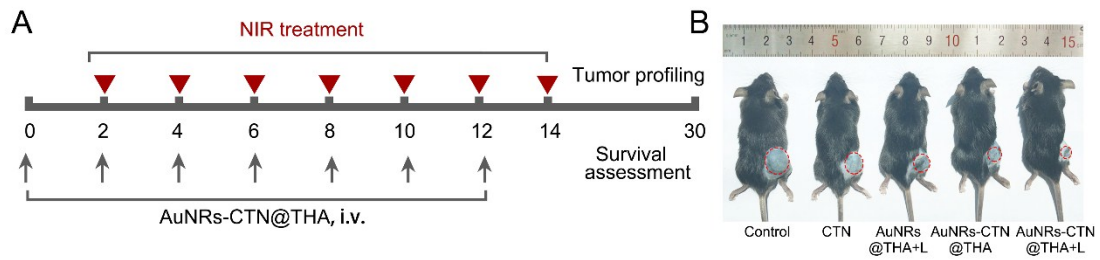 A
NIR treatment
Tumor profiling
0 2 4 6 8 10 12 14 30
Survival
assessment
AuNRs-CTN@THA, i.v.
B
1 2 3 4 5 6 7 8 9 10 1 2 3 4 15
Control CTN AuNRs AuNRs-CTN AuNRs-CTN
@THA+L @THA @THA+L